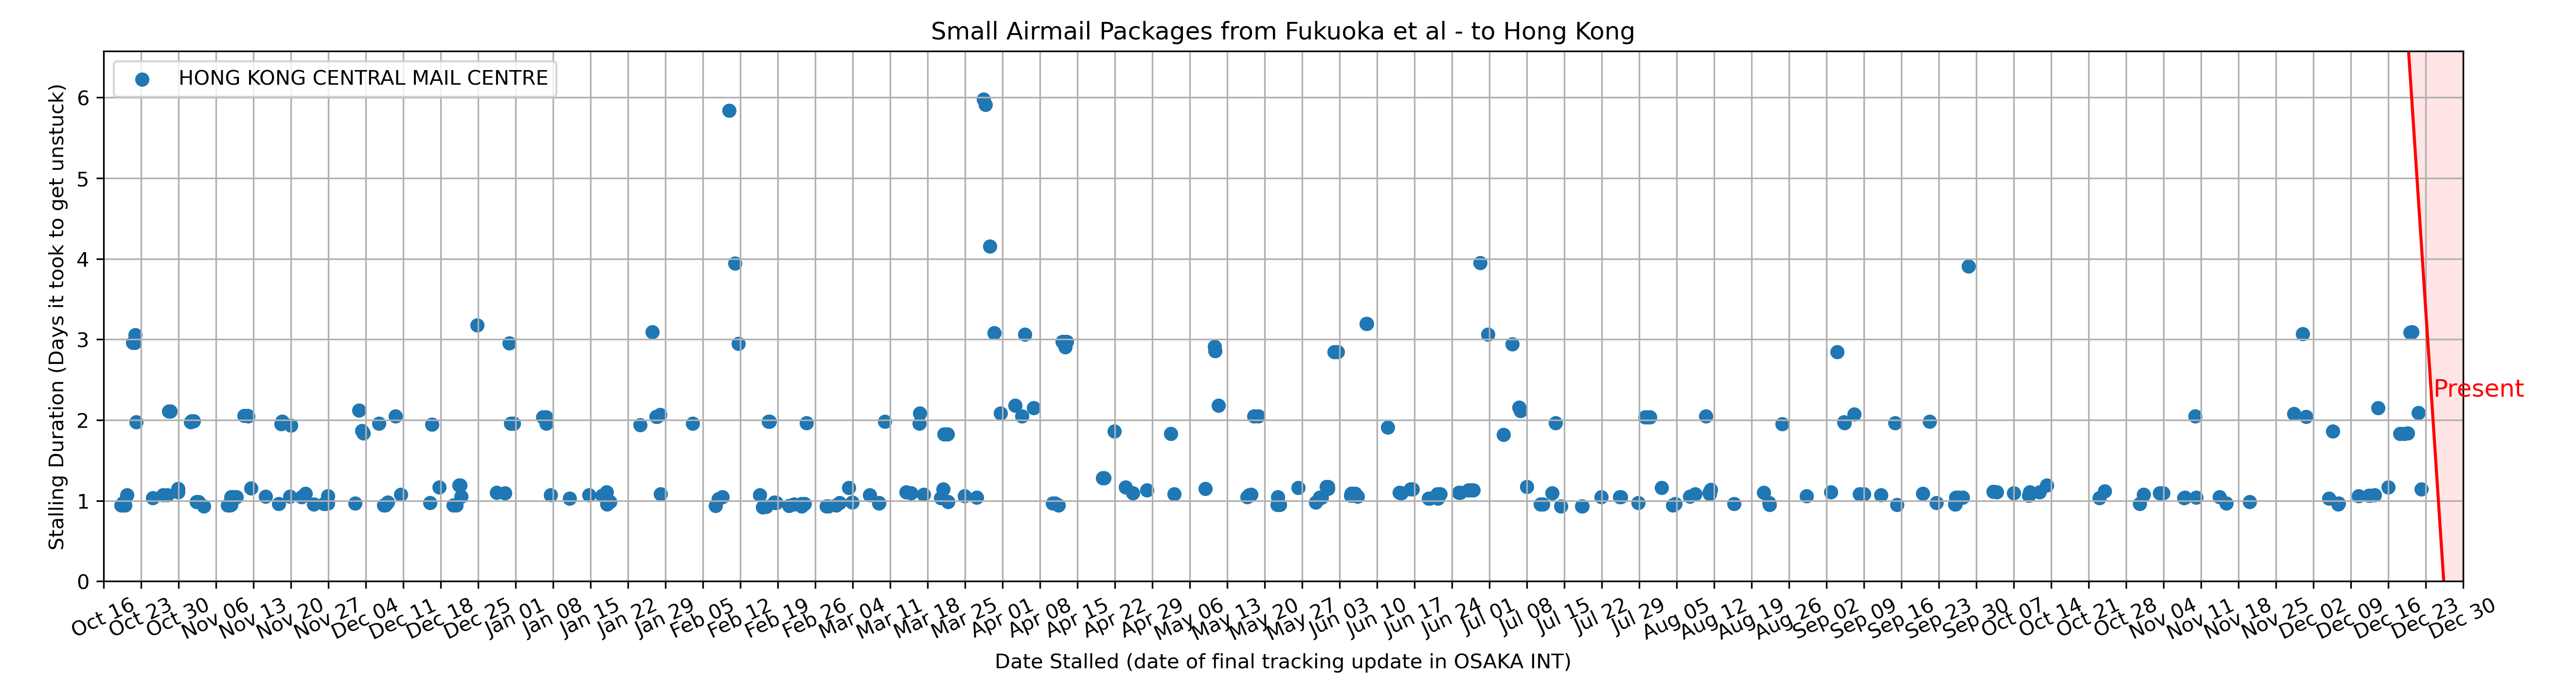 Small Airmail Packages from Fukuoka et al - to Hong Kong
HONG KONG CENTRAL MAIL CENTRE
Stalling Duration (Days it took to get unstuck)
6
5
4
3
2
1
0
Present
Oct 16 Oct 23 Oct 30 Nov 06 Nov 13 Nov 20 Nov 27 Dec 04 Dec 11 Dec 18 Dec 25 Jan 01 Jan 08 Jan 15 Jan 22 Jan 29 Feb 05 Feb 12 Feb 19 Feb 26 Mar 04 Mar 11 Mar 18 Mar 25 Apr 01 Apr 08 Apr 15 Apr 22 Apr 29 May 06 May 13 May 20 May 27 Jun 03 Jun 10 Jun 17 Jun 24 Jul 01 Jul 08 Jul 15 Jul 22 Jul 29 Aug 05 Aug 12 Aug 19 Aug 26 Sep 02 Sep 09 Sep 16 Sep 23 Sep 30 Oct 07 Oct 14 Oct 21 Oct 28 Nov 04 Nov 11 Nov 18 Nov 25 Dec 02 Dec 09 Dec 16 Dec 23 Dec 30
Date Stalled (date of final tracking update in OSAKA INT)